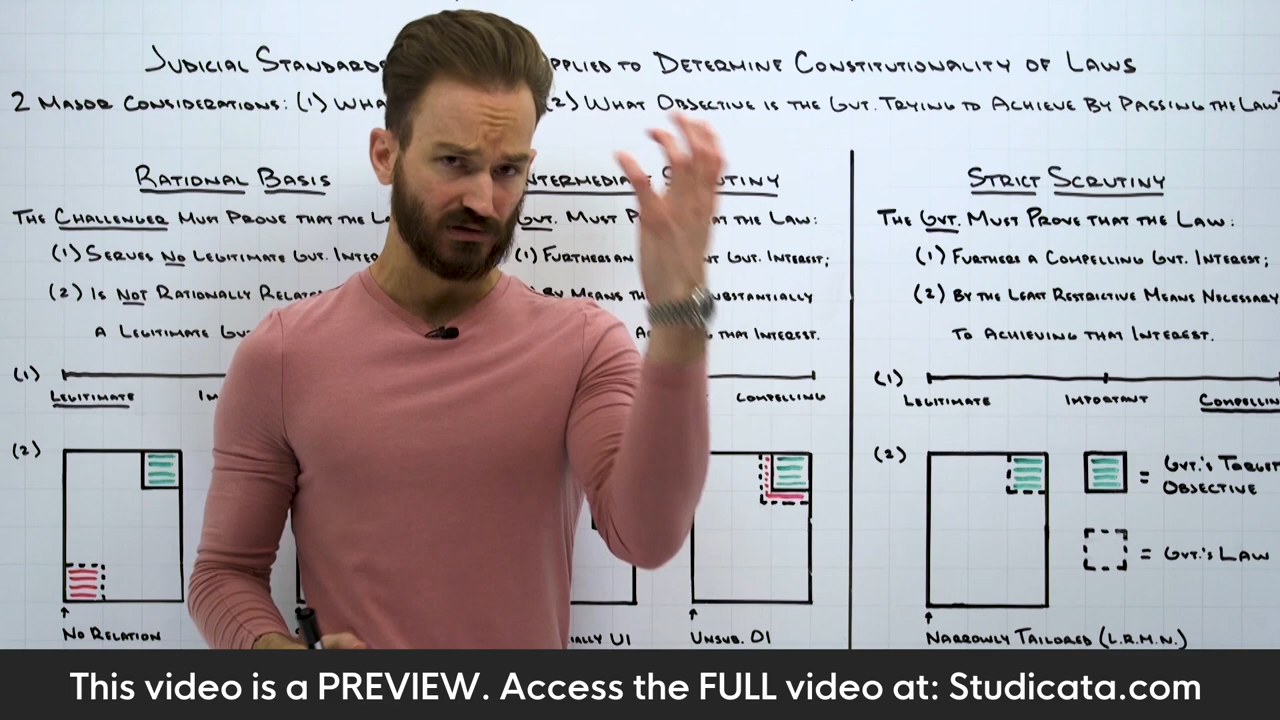 JUDICIAL STANDARDS APPLIED TO DETERMINE CONSTITUTIONALITY OF LAWS
2 MAJOR CONSIDERATIONS: (1) WHA (2) WHAT OBJECTIVE IS THE GVT. TRYING TO ACHIEVE BY PASSING THE LAW?
RATIONAL BASIS
THE CHALLENGER MUST PROVE THAT THE LA
(1) SERVES NO LEGITIMATE GVT. INTER
(2) IS NOT RATIONALLY RELATE
A LEGITIMATE GV
(1)
LEGITIMATE IM
(2)
NO RELATION
NTERMEDIA TINY
GVT. MUST P AT THE LAW:
(1) FURTHERS AN NT GVT. INTEREST;
BY MEANS TH UBSTANTIALLY
THAT INTEREST.
COMPELLING
IALLY UI
UNSUB. OI
STRICT SCRUTINY
THE GVT. MUST PROVE THAT THE LAW:
(1) FURTHERS A COMPELLING GVT. INTEREST;
(2) BY THE LEAST RESTRICTIVE MEANS NECESSARY
TO ACHIEVING THAT INTEREST.
(1)
LEGITIMATE IMPORTANT COMPELLIN
(2)
= GVT.'S TARGET
OBJECTIVE
= GVT.'S LAW
NARROWLY TAILORED (L.R.M.N.)
This video is a PREVIEW. Access the FULL video at: Studicata.com